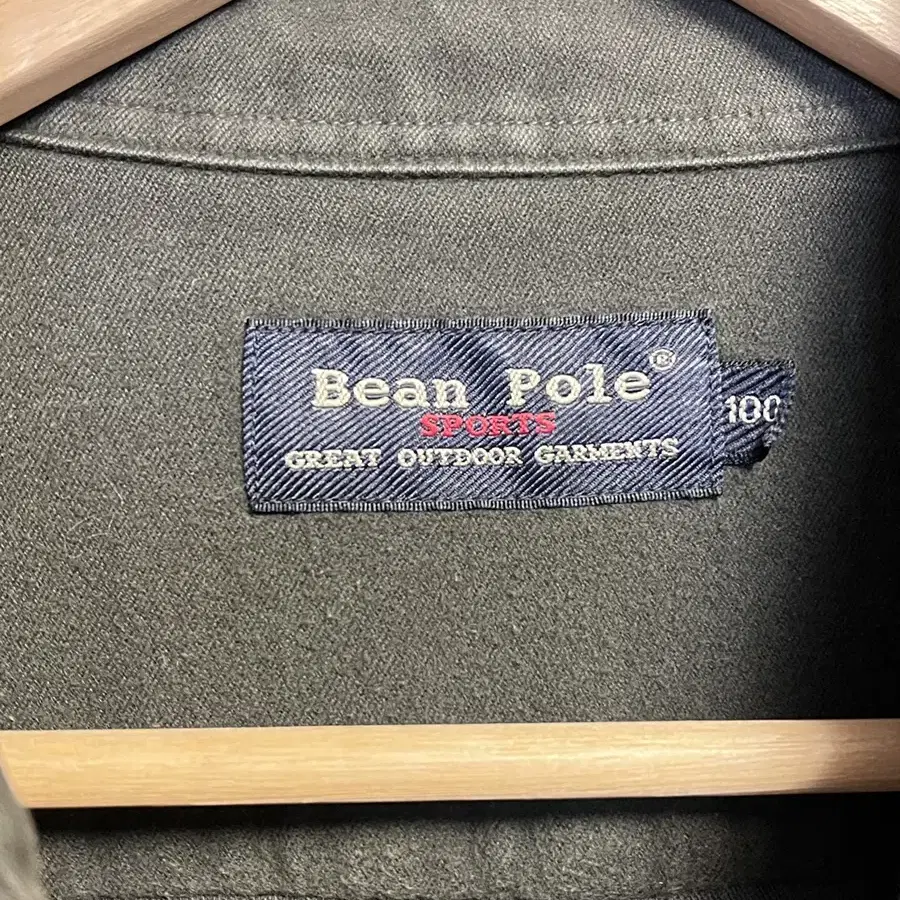 Bean Pole®
SPORTS
GREAT OUTDOOR GARMENTS
100